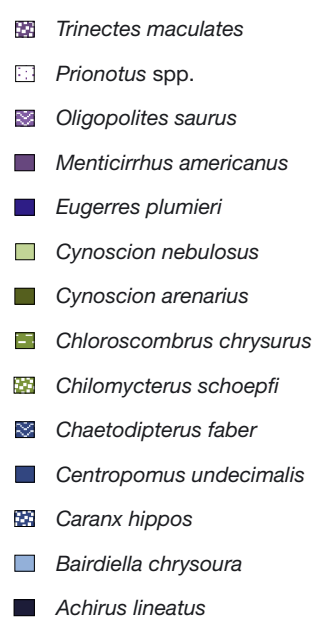 Trinectes maculates
Prionotus spp.
Oligopolites saurus
Menticirrhus americanus
Eugerres plumieri
Cynoscion nebulosus
Cynoscion arenarius
Chloroscombrus chrysurus
Chilomycterus schoepfi
Chaetodipterus faber
Centropomus undecimalis
Caranx hippos
Bairdiella chrysoura
Achirus lineatus